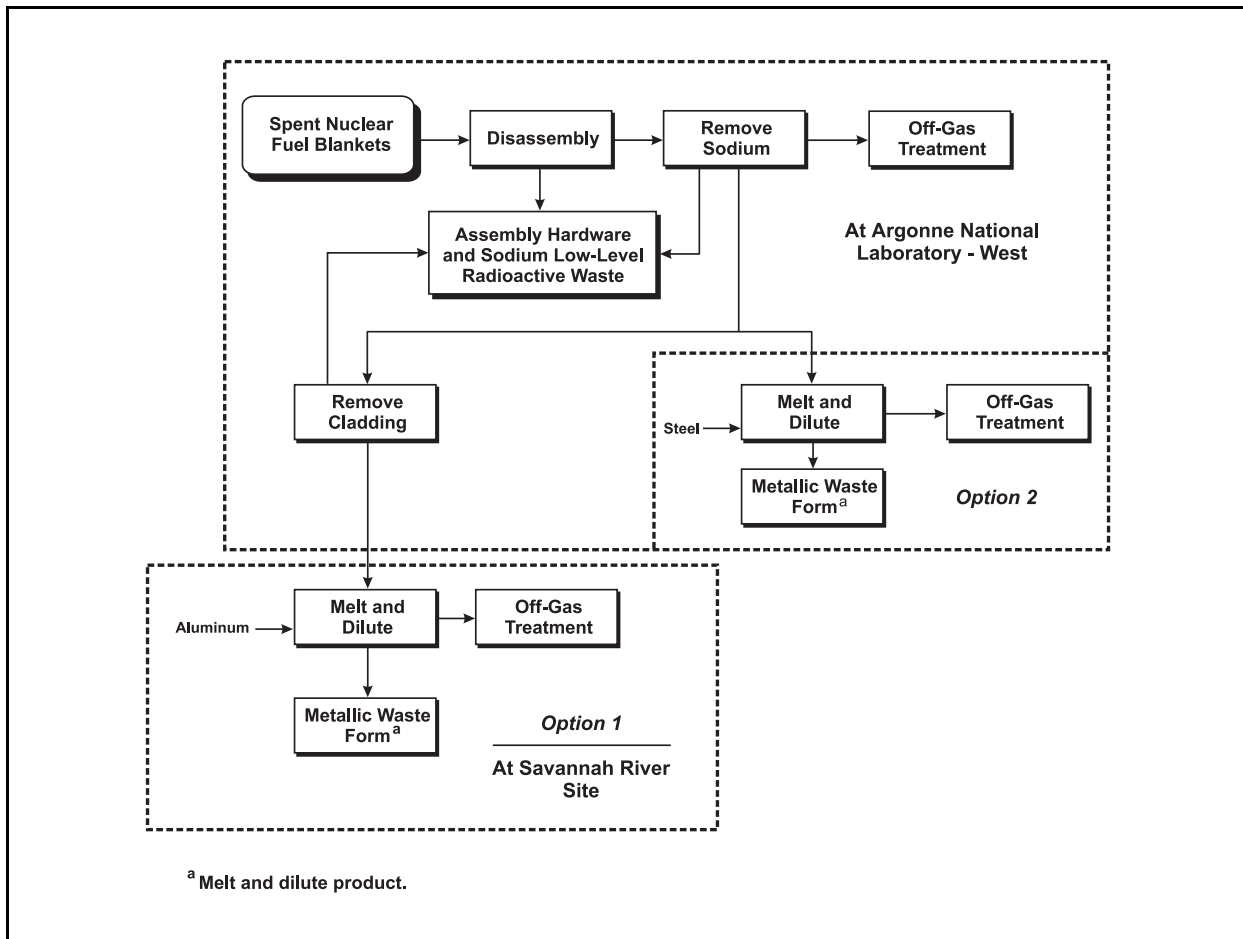 Spent Nuclear
Fuel Blankets
Disassembly
Remove
Sodium
Off-Gas
Treatment
Assembly Hardware
and Sodium Low-Level
Radioactive Waste
At Argonne National
Laboratory - West
Remove
Cladding
Steel
Melt and
Dilute
Off-Gas
Treatment
Metallic Waste
Form a
Option 2
Aluminum
Melt and
Dilute
Off-Gas
Treatment
Metallic Waste
Form a
Option 1
At Savannah River
Site
a Melt and dilute product.